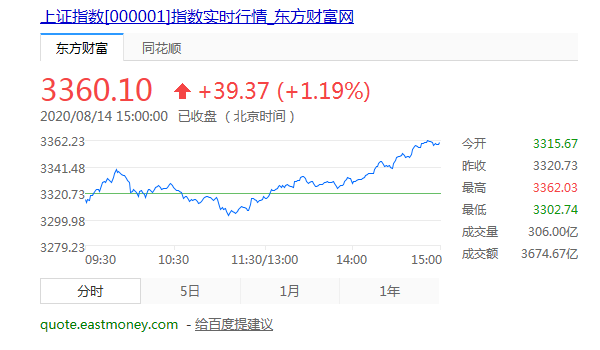 上证指数[000001]指数实时行情_东方财富网
东方财富 同花顺
3360.10 +39.37 (+1.19%)
2020/08/14 15:00:00 已收盘 (北京时间)
3362.23
3341.48
3320.73
3299.98
3279.23
09:30 10:30 11:30/13:00 14:00 15:00
今开 3315.67
昨收 3320.73
最高 3362.03
最低 3302.74
成交量 306.00亿
成交额 3674.67亿
分时 5日 1月 1年
quote.eastmoney.com - 给百度提建议